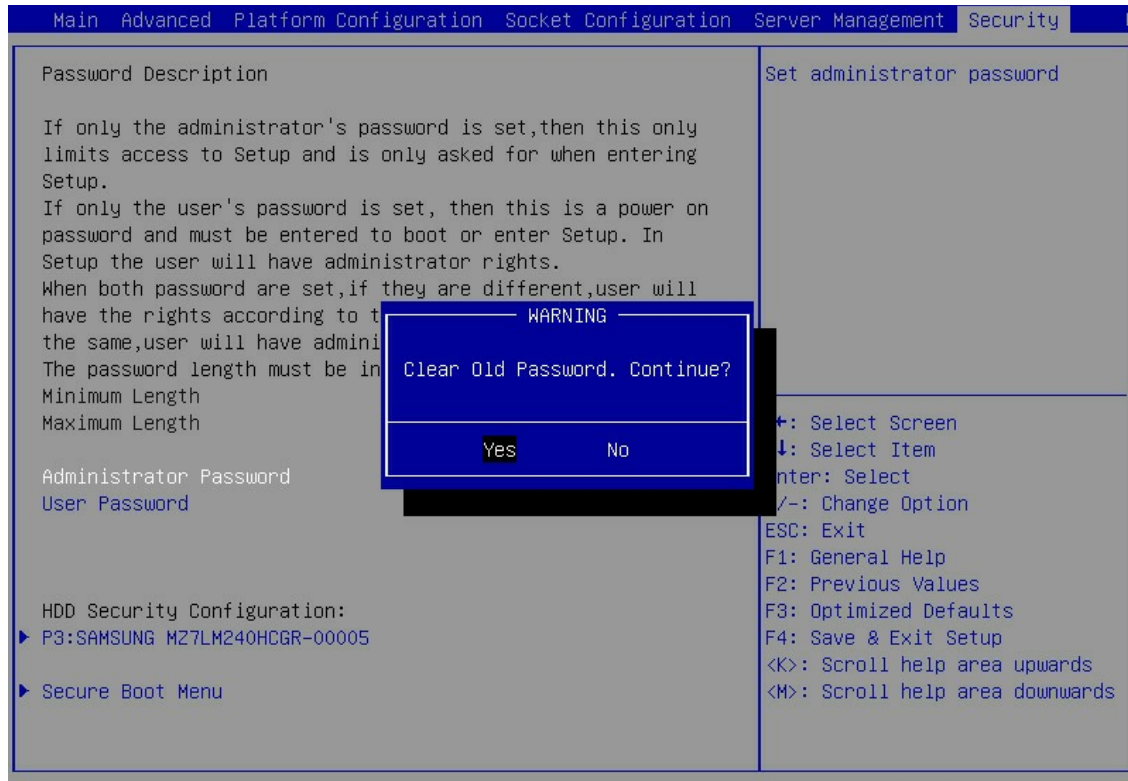 Main Advanced Platform Configuration Socket Configuration Server Management Security
Password Description
If only the administrator's password is set,then this only
limits access to Setup and is only asked for when entering
Setup.
If only the user's password is set, then this is a power on
password and must be entered to boot or enter Setup. In
Setup the user will have administrator rights.
When both password are set,if they are different,user will
have the rights according to
the same,user will have
The password length must be
Minimum Length
Maximum Length
Administrator Password
User Password
HDD Security Configuration:
P3:SAMSUNG MZ7LM240HCGR-00005
Secure Boot Menu
WARNING
Clear Old Password. Continue?
Yes No
Set administrator password
: Select Screen
: Select Item
nter: Select
/-: Change Option
ESC: Exit
F1: General Help
F2: Previous Values
F3: Optimized Defaults
F4: Save & Exit Setup
<K>: Scroll help area upwards
<M>: Scroll help area downwards